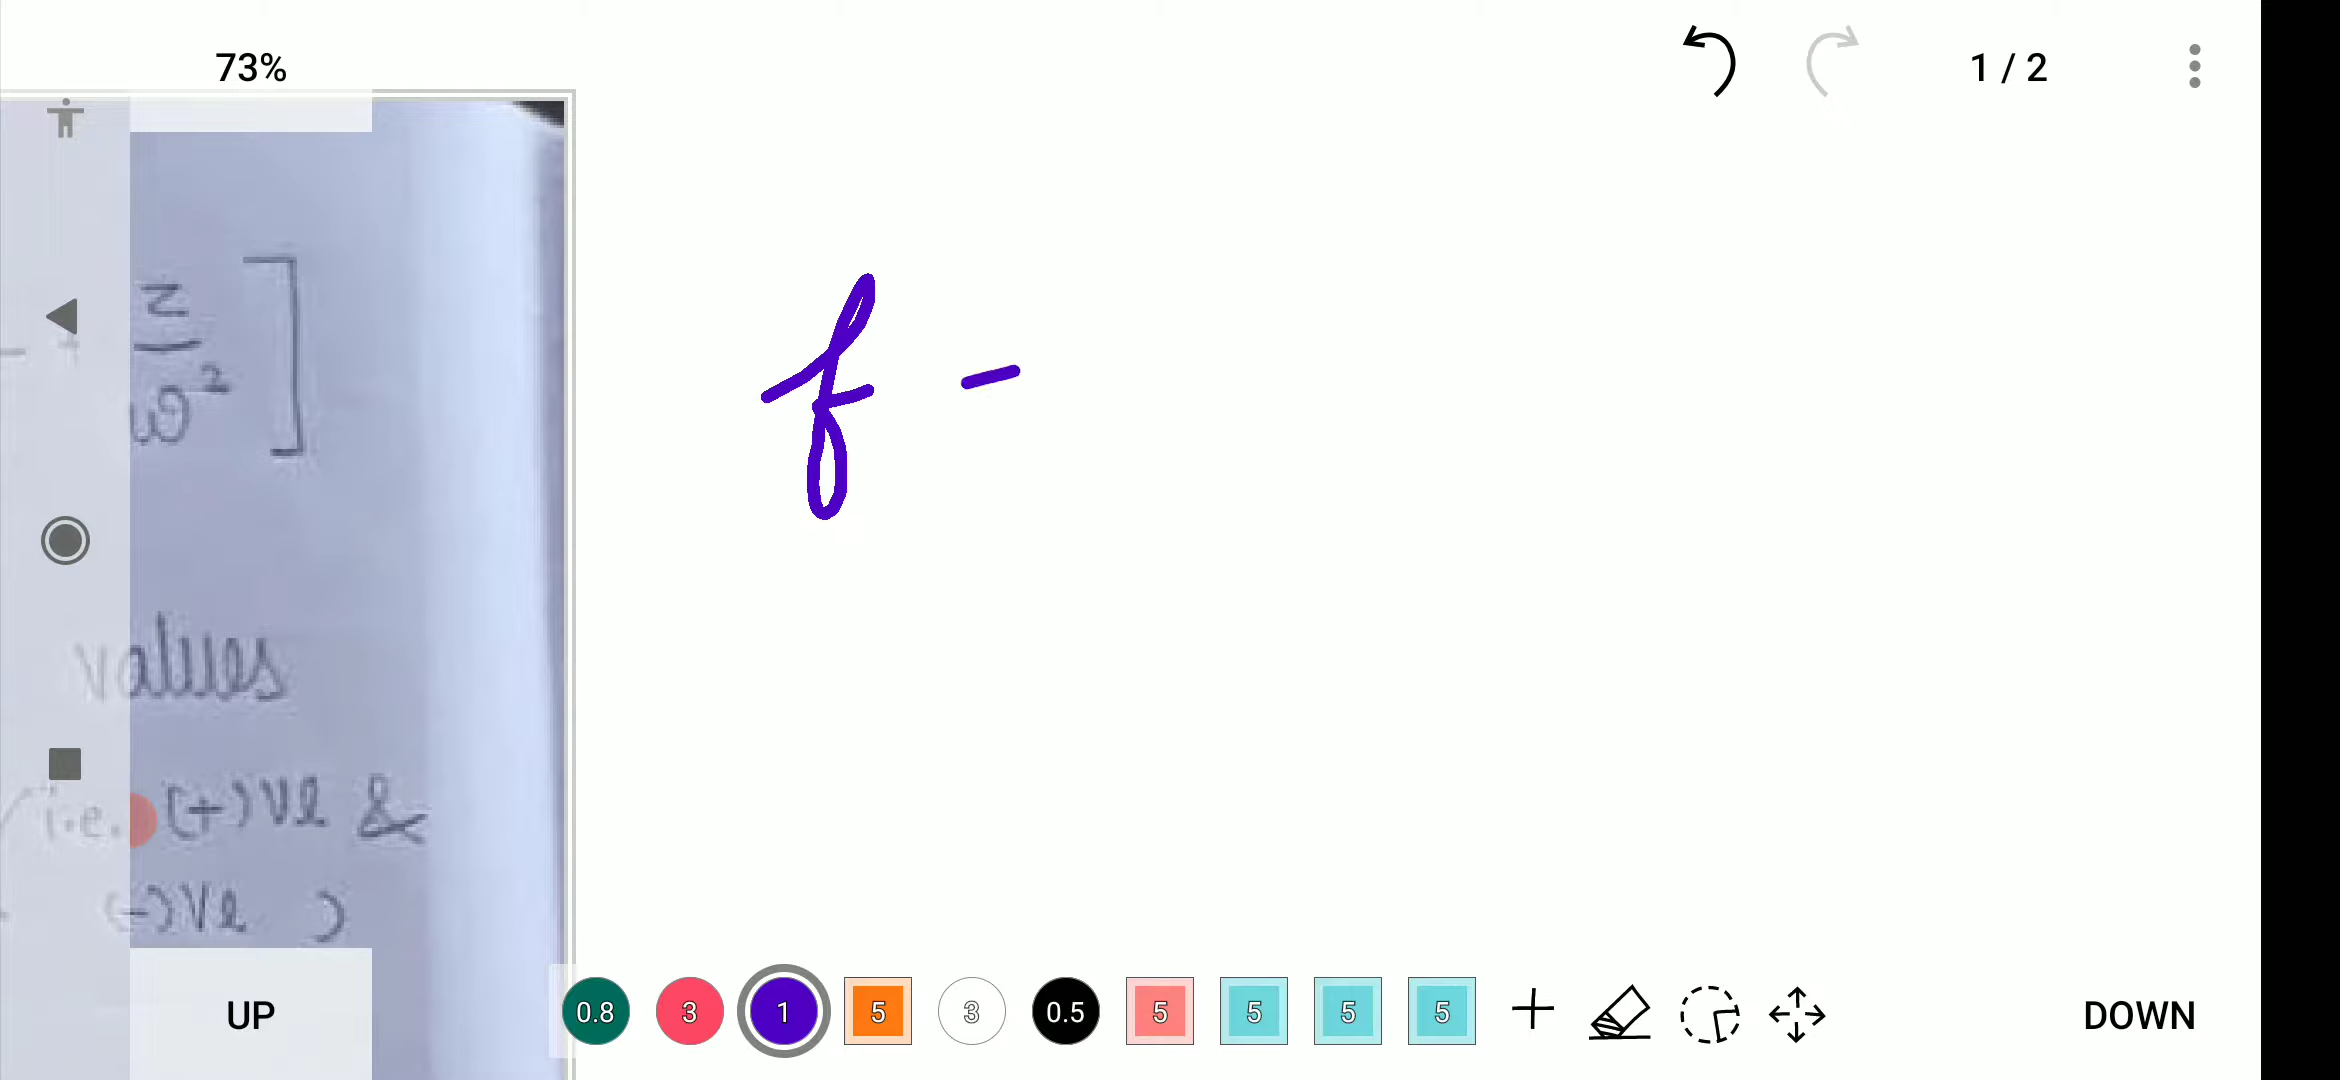 73%
1 / 2
z
ω²
]
f -
values
i.e. (+)ve &
(-)ve )
UP
0.8 3 1 5 3 0.5 5 5 5 5
DOWN